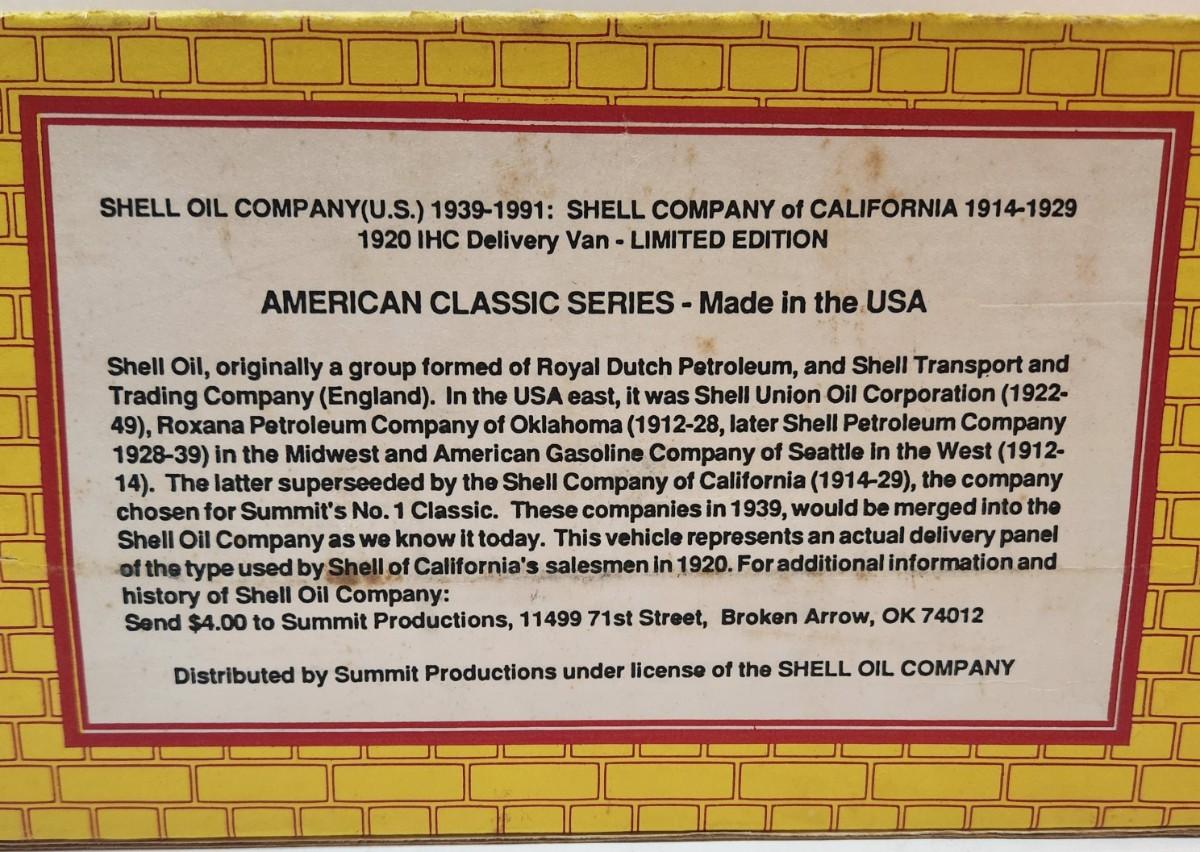 SHELL OIL COMPANY(U.S.) 1939-1991: SHELL COMPANY of CALIFORNIA 1914-1929
1920 IHC Delivery Van - LIMITED EDITION
AMERICAN CLASSIC SERIES - Made in the USA
Shell Oil, originally a group formed of Royal Dutch Petroleum, and Shell Transport and
Trading Company (England). In the USA east, it was Shell Union Oil Corporation (1922-
49), Roxana Petroleum Company of Oklahoma (1912-28, later Shell Petroleum Company
1928-39) in the Midwest and American Gasoline Company of Seattle in the West (1912-
14). The latter superseeded by the Shell Company of California (1914-29), the company
chosen for Summit's No. 1 Classic. These companies in 1939, would be merged into the
Shell Oil Company as we know it today. This vehicle represents an actual delivery panel
of the type used by Shell of California's salesmen in 1920. For additional information and
history of Shell Oil Company:
Send $4.00 to Summit Productions, 11499 71st Street, Broken Arrow, OK 74012
Distributed by Summit Productions under license of the SHELL OIL COMPANY